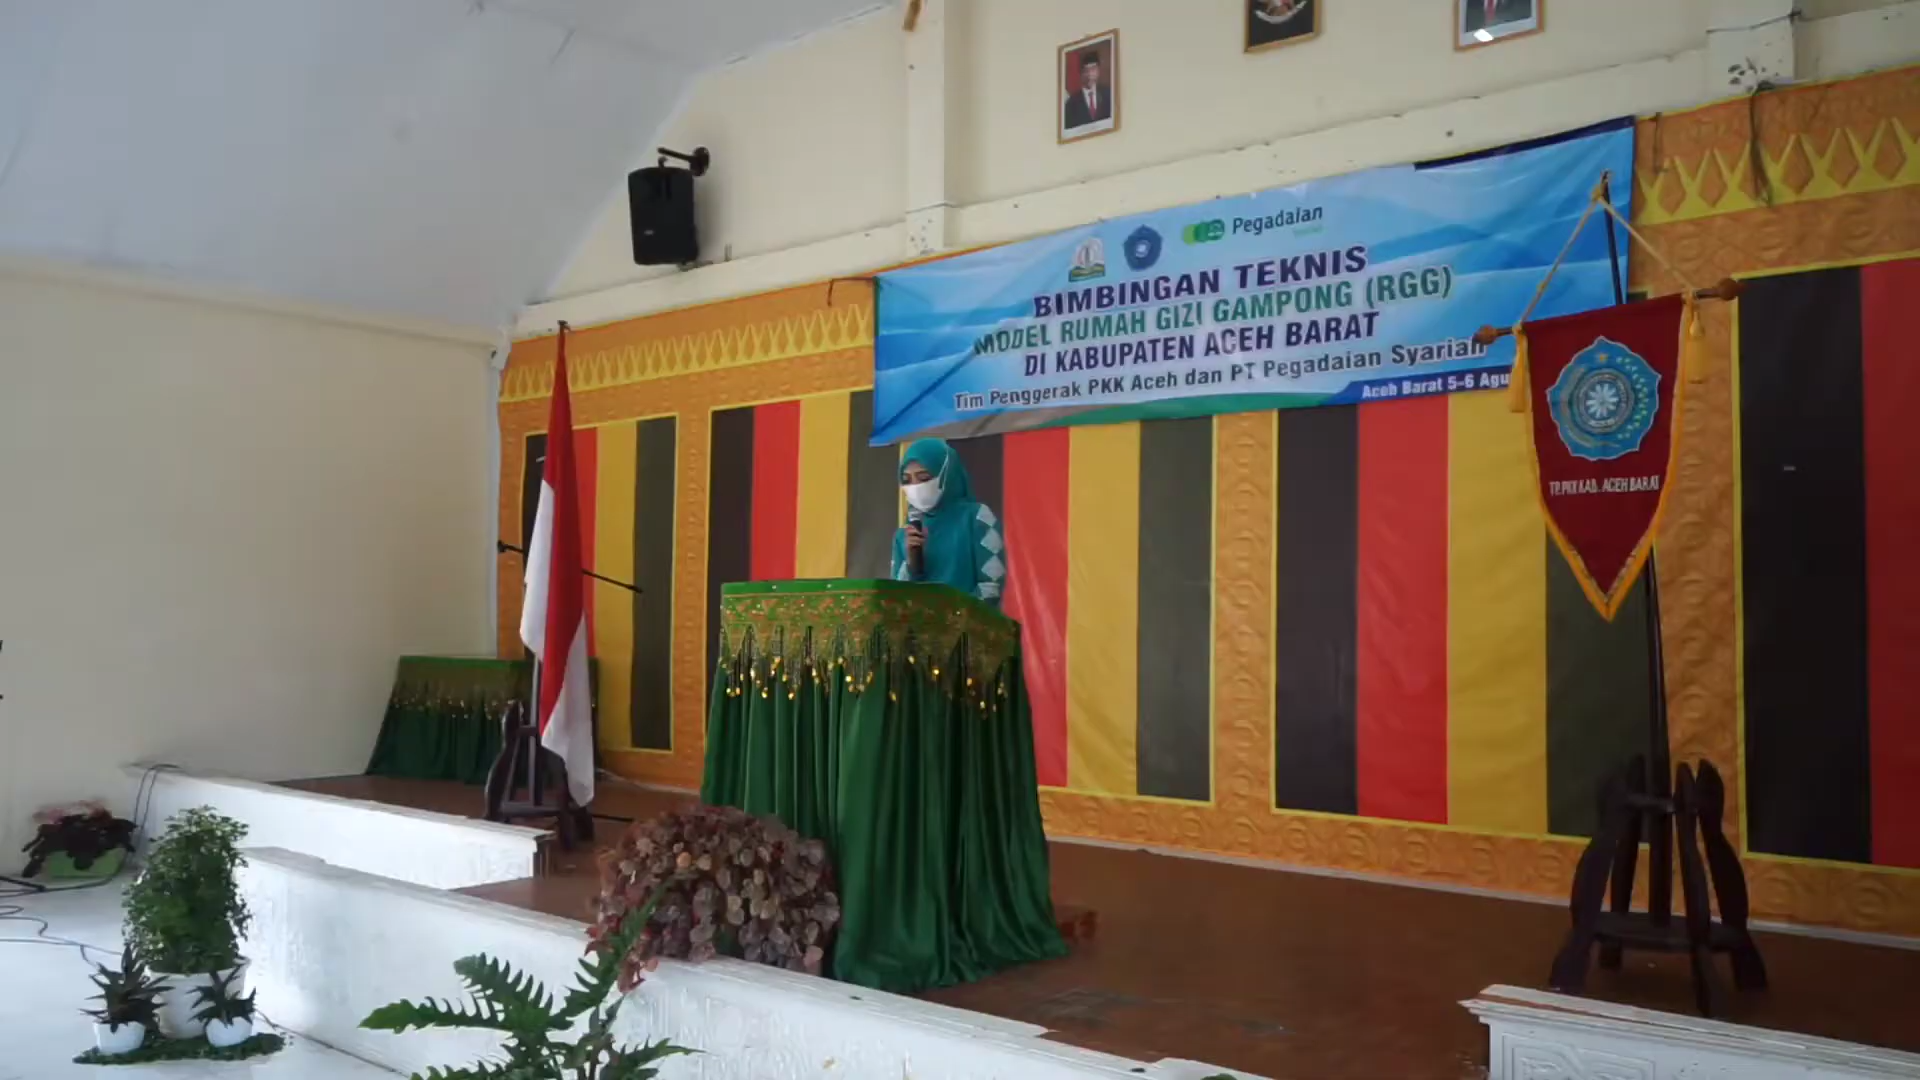 Pegadaian
BIMBINGAN TEKNIS
MODEL RUMAH GIZI GAMPONG (RGG)
DI KABUPATEN ACEH BARAT
Tim Penggerak PKK Aceh dan PT Pegadaian Syariah
Aceh Barat 5-6 Agu
TP.PKK KAB. ACEH BARAT